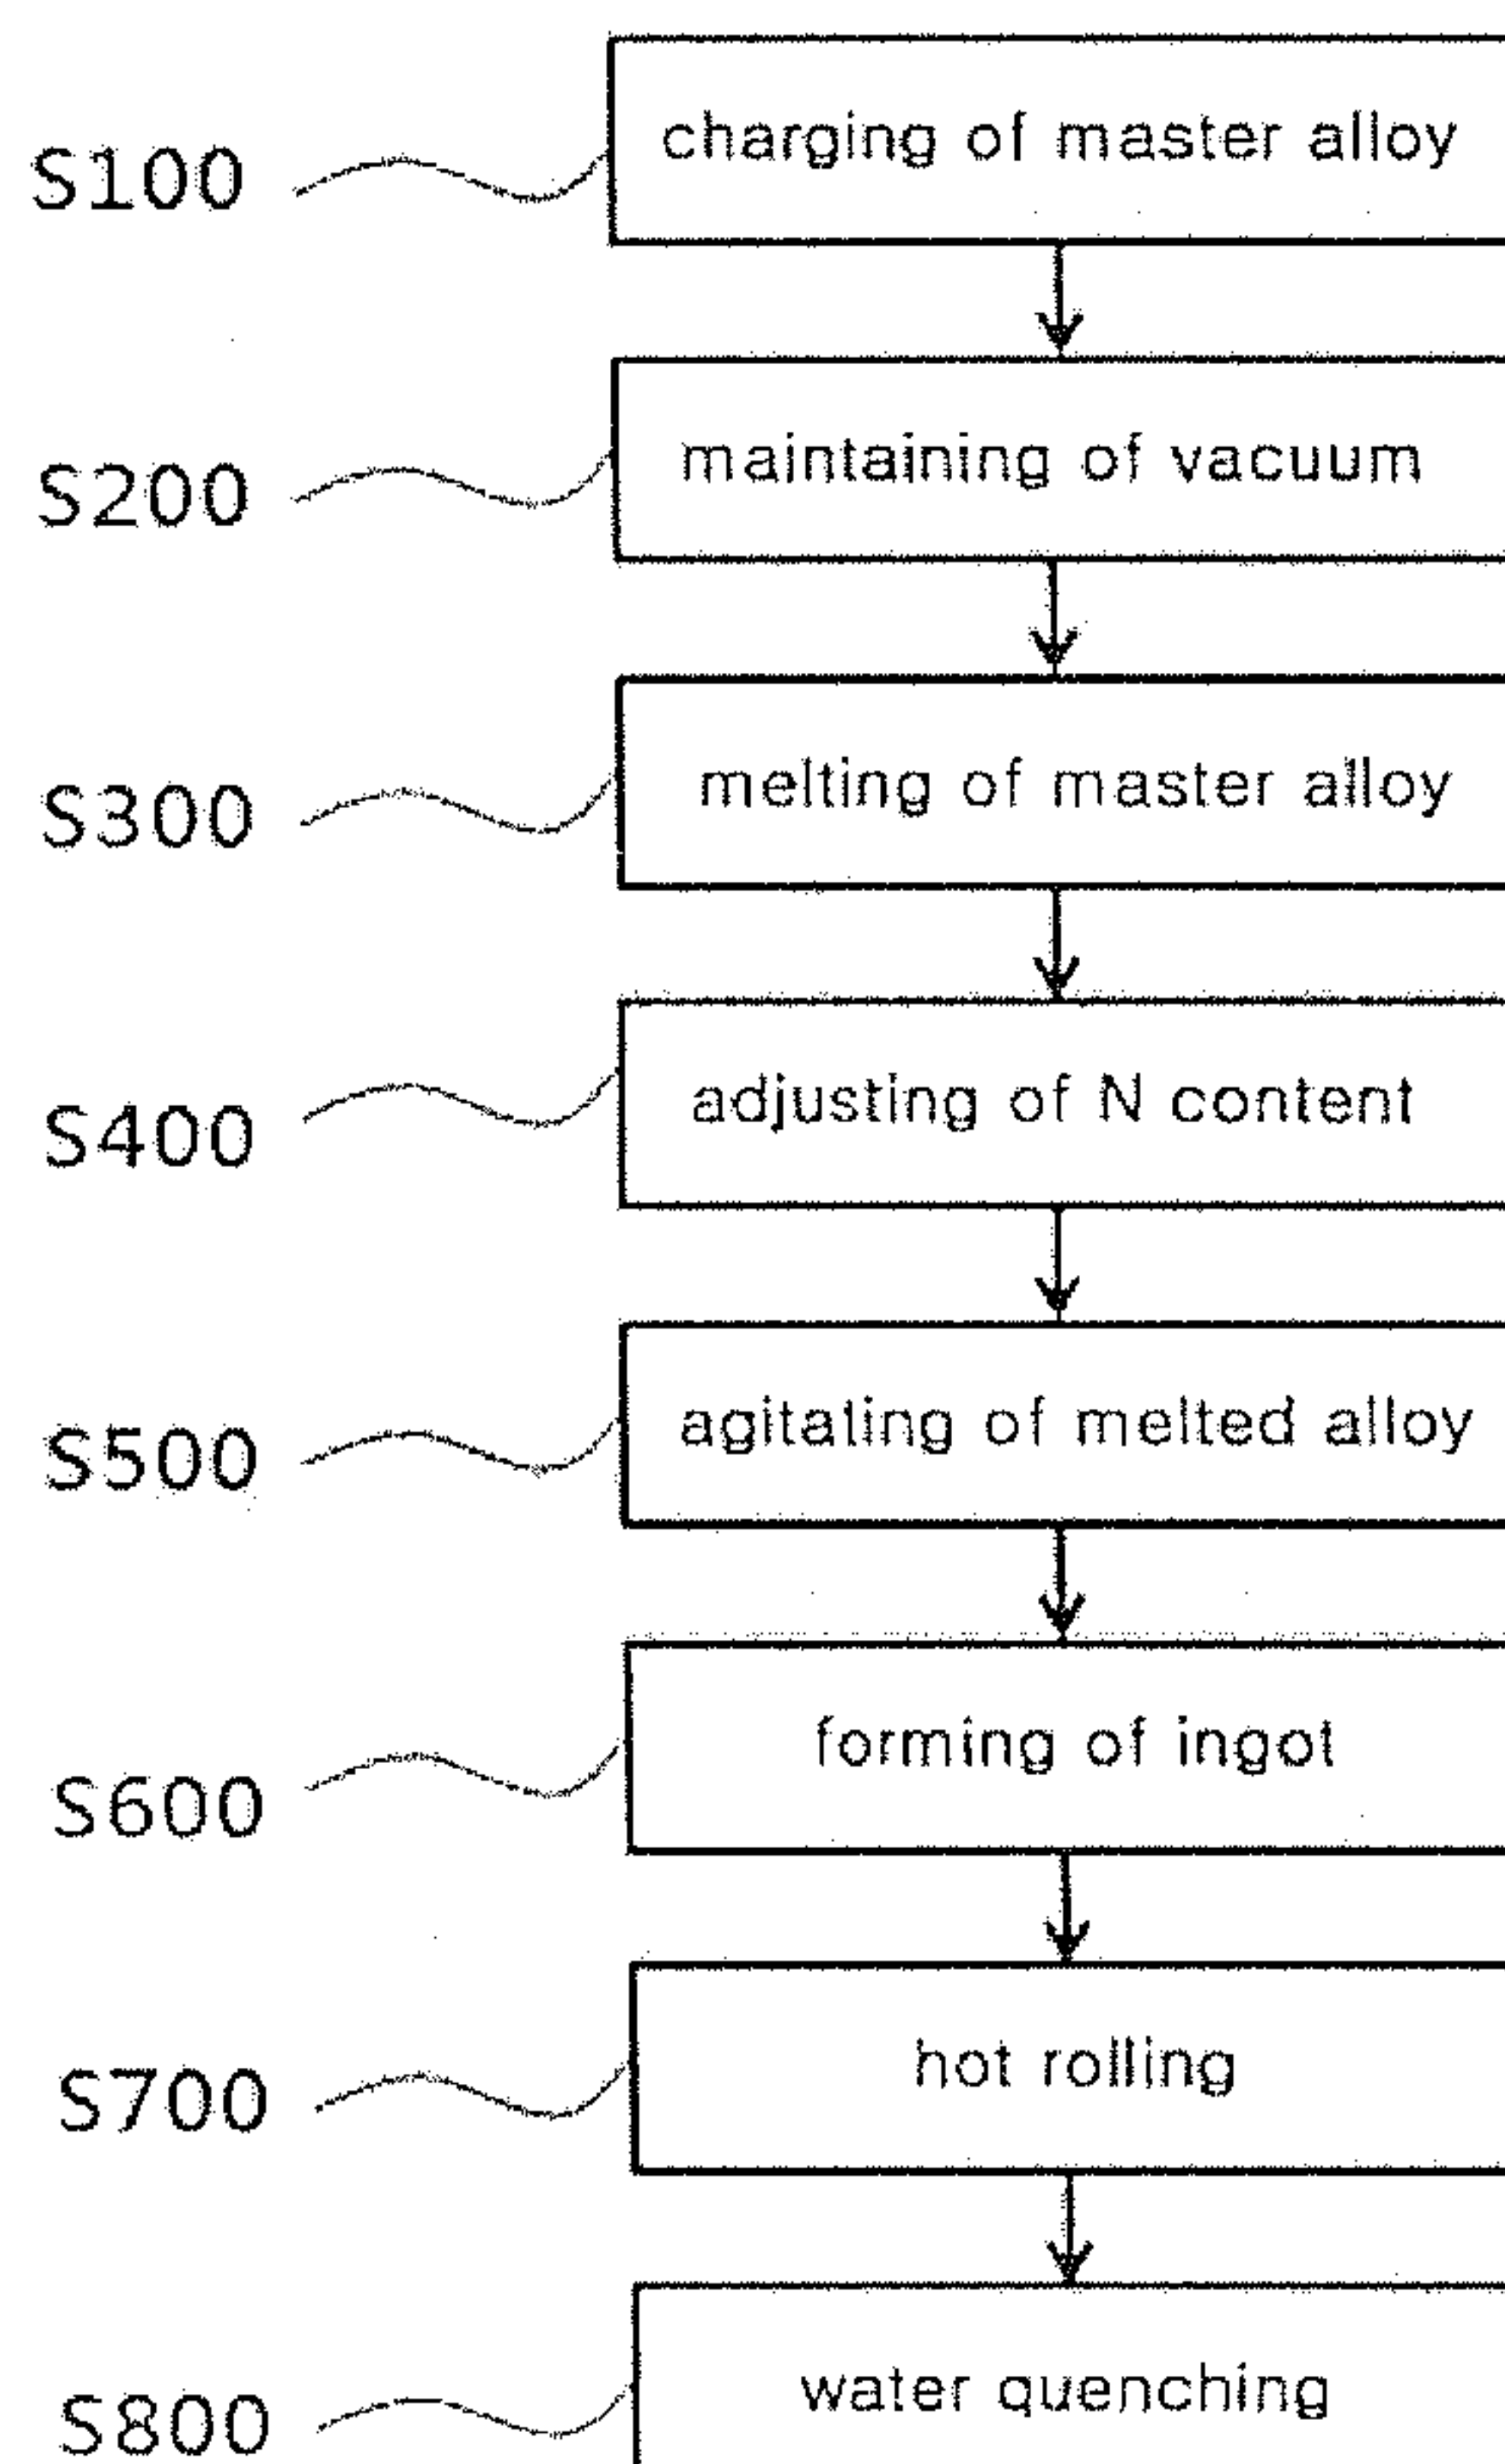 S100 charging of master alloy
S200 maintaining of vacuum
S300 melting of master alloy
S400 adjusting of N content
S500 agitating of melted alloy
S600 forming of ingot
S700 hot rolling
S800 water quenching